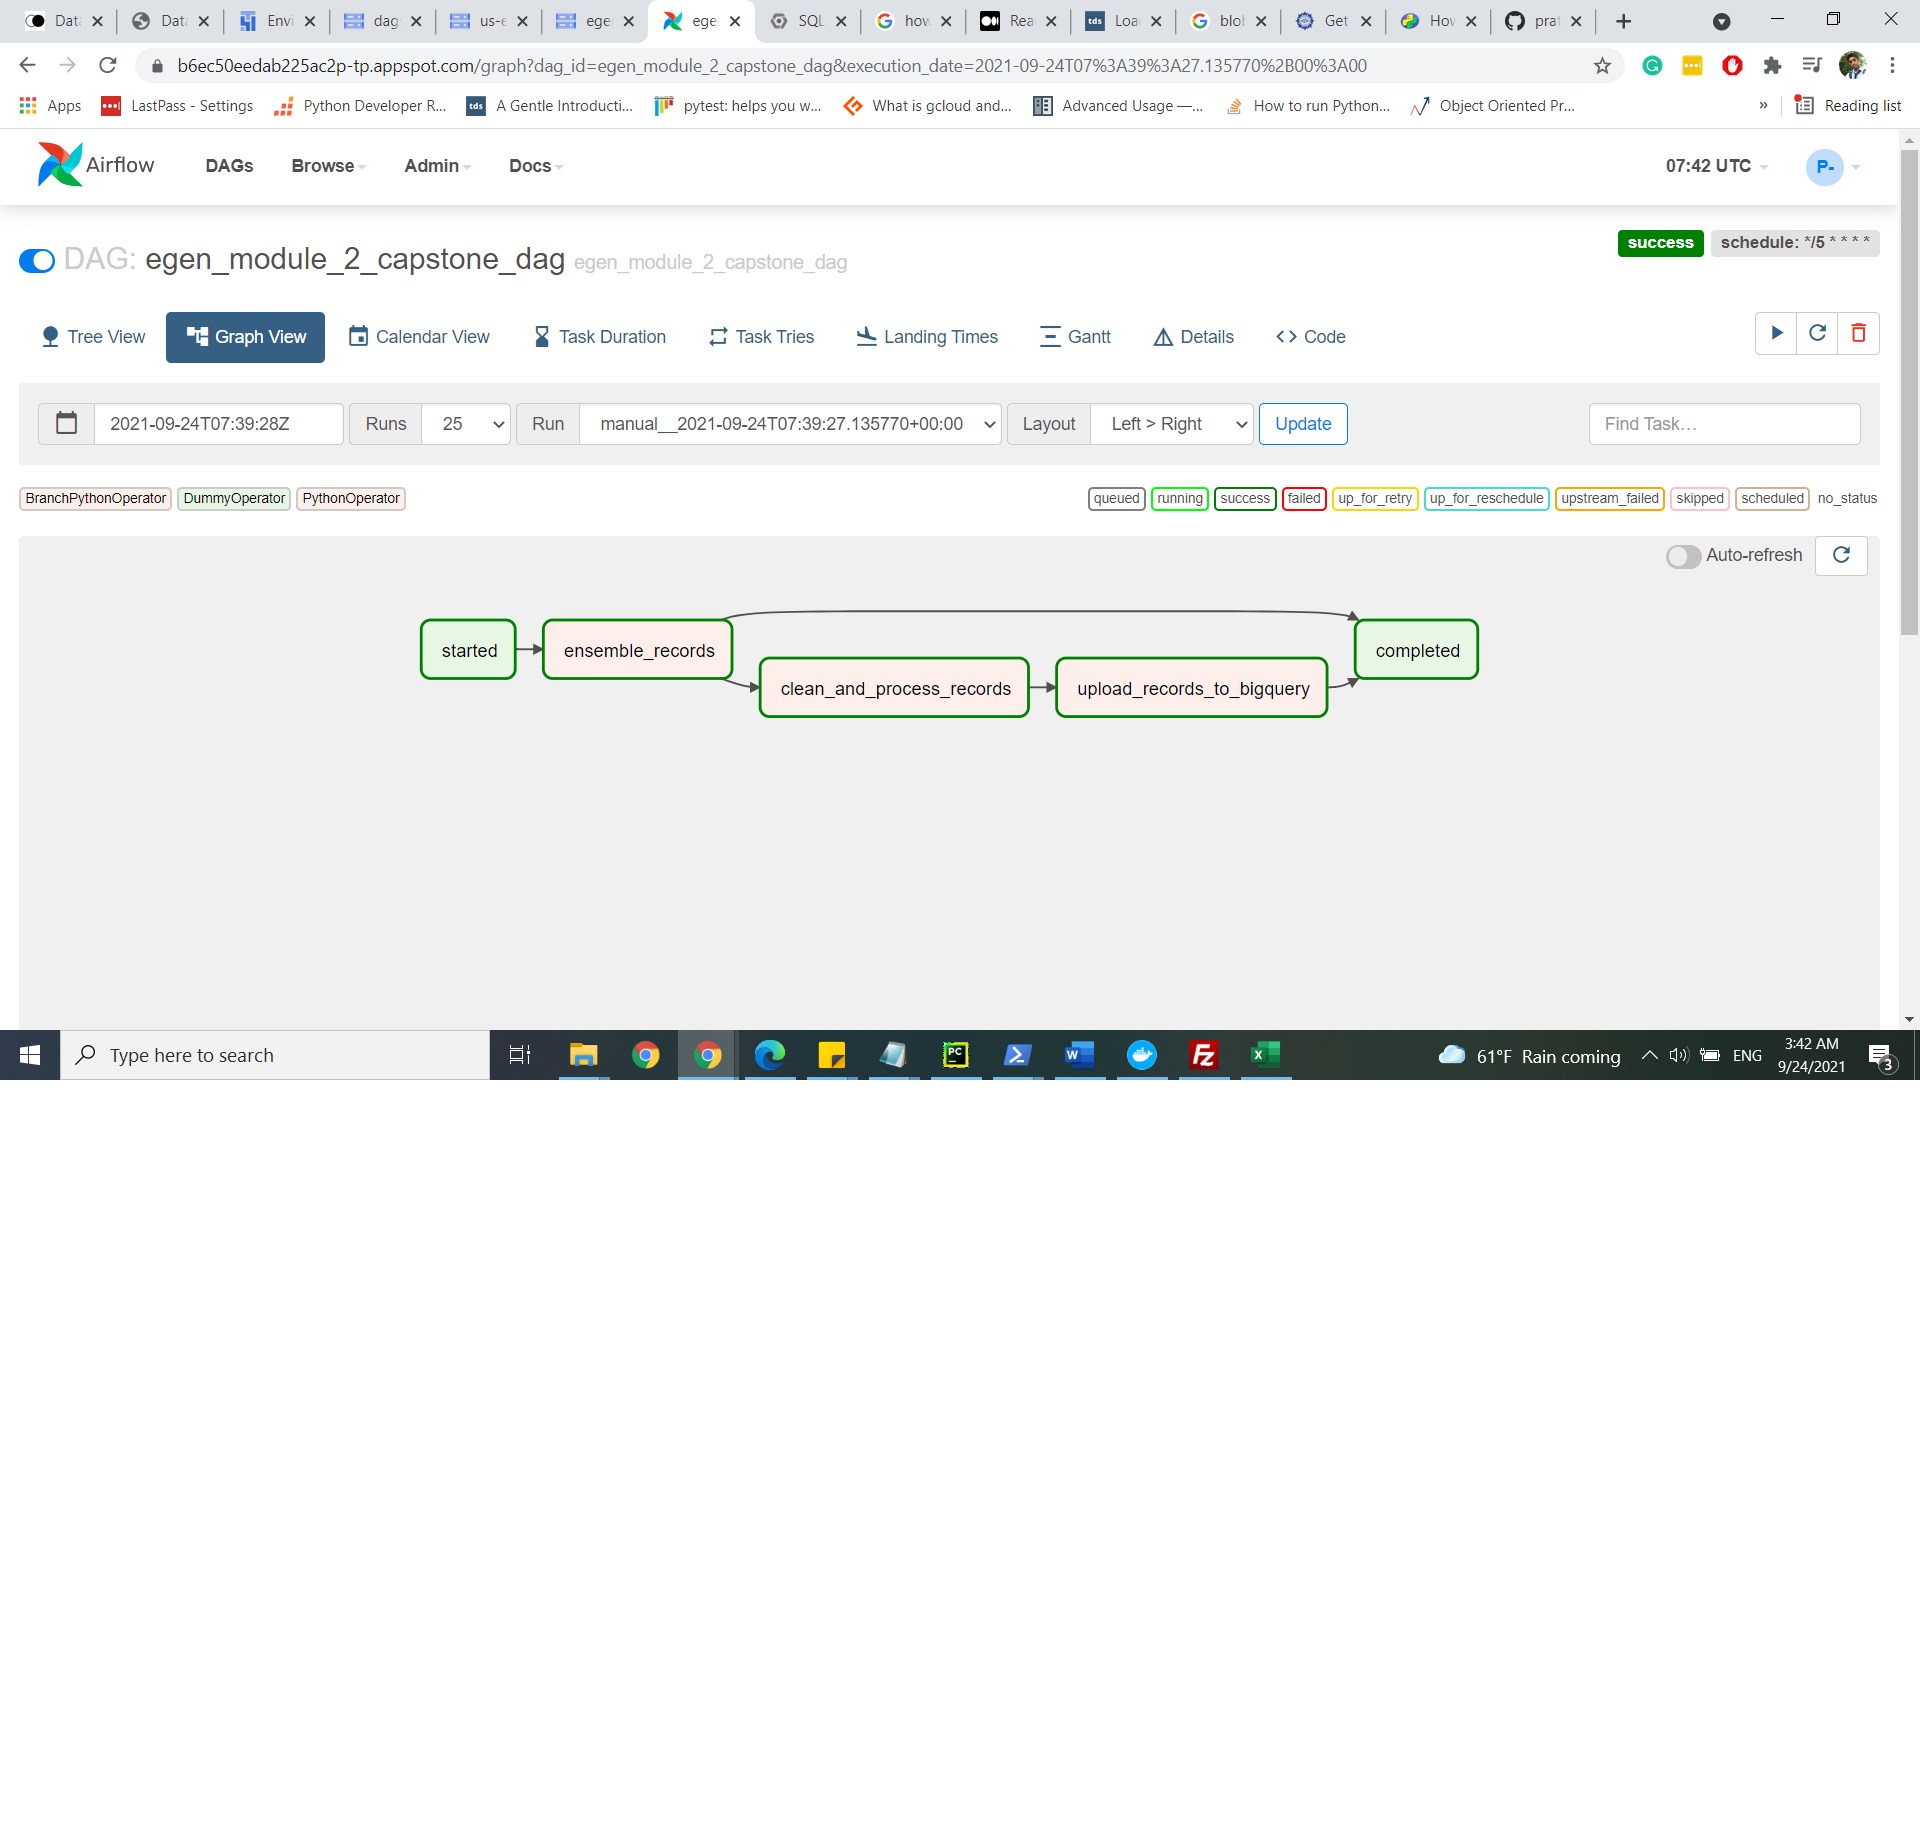 Data Data Envi dag us-e ege ege SQL how Rea Loa blo Get How prat
b6ec50eedab225ac2p-tp.appspot.com/graph?dag_id=egen_module_2_capstone_dag&execution_date=2021-09-24T07%3A39%3A27.135770%2B00%3A00
Apps LastPass - Settings Python Developer R... A Gentle Introducti... pytest: helps you w... What is gcloud and... Advanced Usage —... How to run Python... Object Oriented Pr... » Reading list
Airflow DAGs Browse Admin Docs 07:42 UTC P-
success schedule: */5 * * * *
DAG: egen_module_2_capstone_dag egen_module_2_capstone_dag
Tree View Graph View Calendar View Task Duration Task Tries Landing Times Gantt Details Code
2021-09-24T07:39:28Z Runs 25 Run manual__2021-09-24T07:39:27.135770+00:00 Layout Left > Right Update Find Task...
BranchPythonOperator DummyOperator PythonOperator queued running success failed up_for_retry up_for_reschedule upstream_failed skipped scheduled no_status
Auto-refresh
started ensemble_records completed
clean_and_process_records upload_records_to_bigquery
Type here to search 61°F Rain coming ENG 3:42 AM
9/24/2021 3